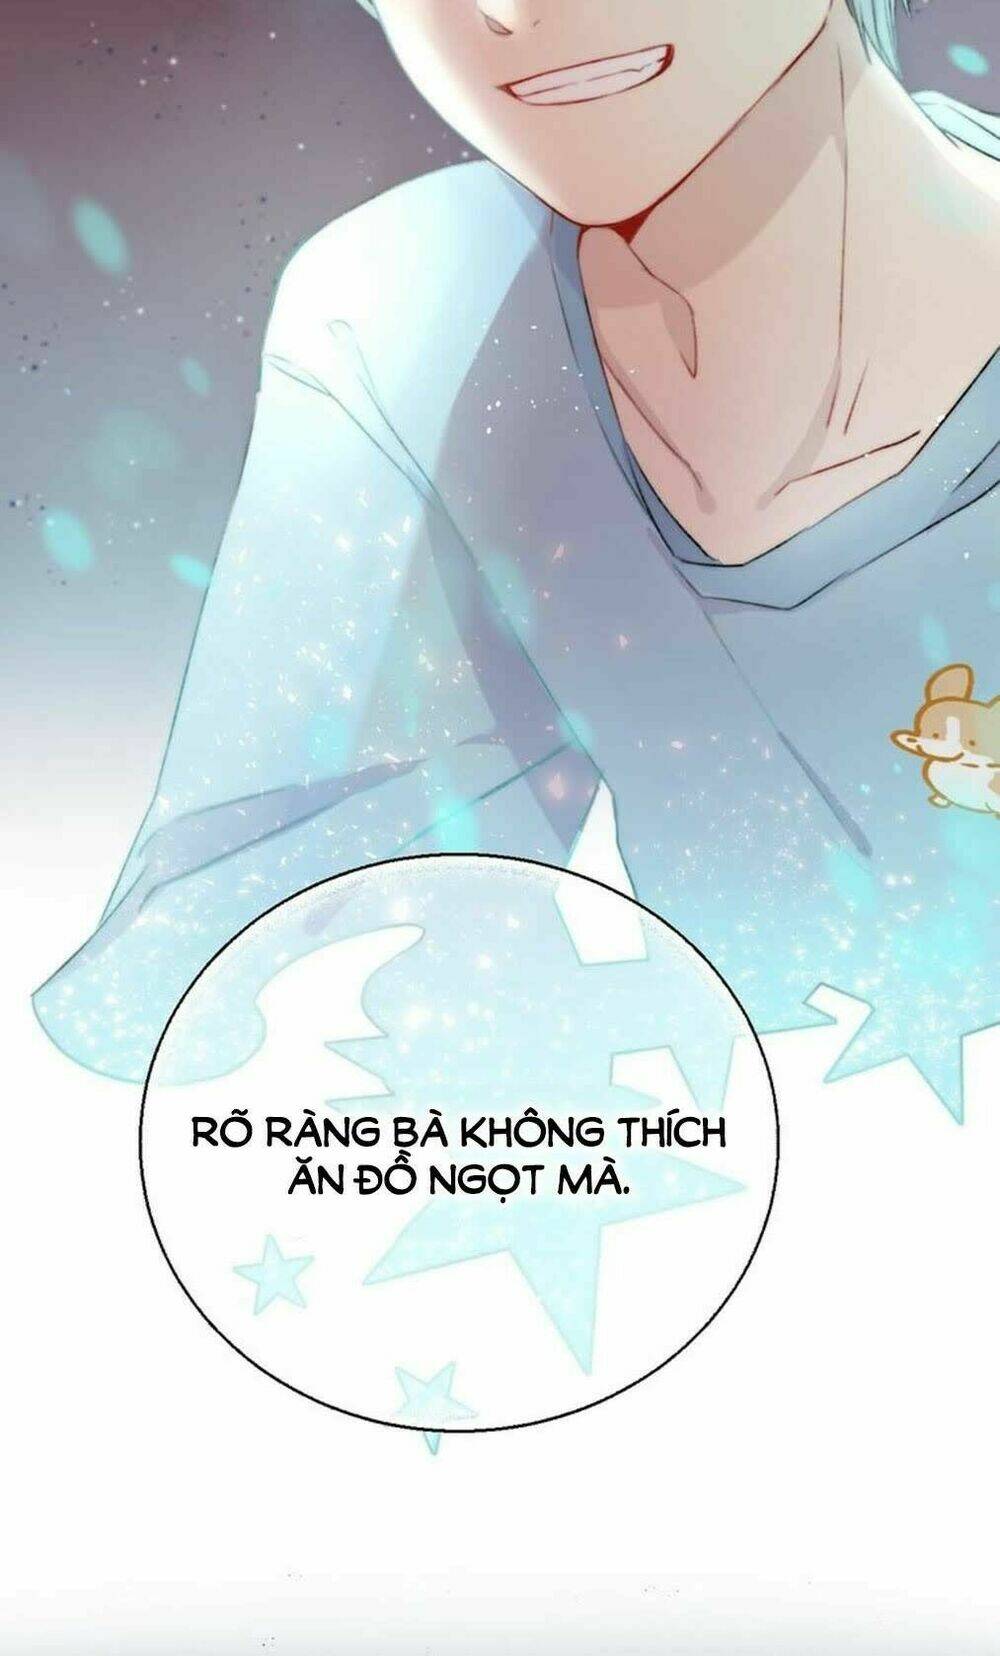 RÕ RÀNG BÀ KHÔNG THÍCH
ĂN ĐỒ NGỌT MÀ.